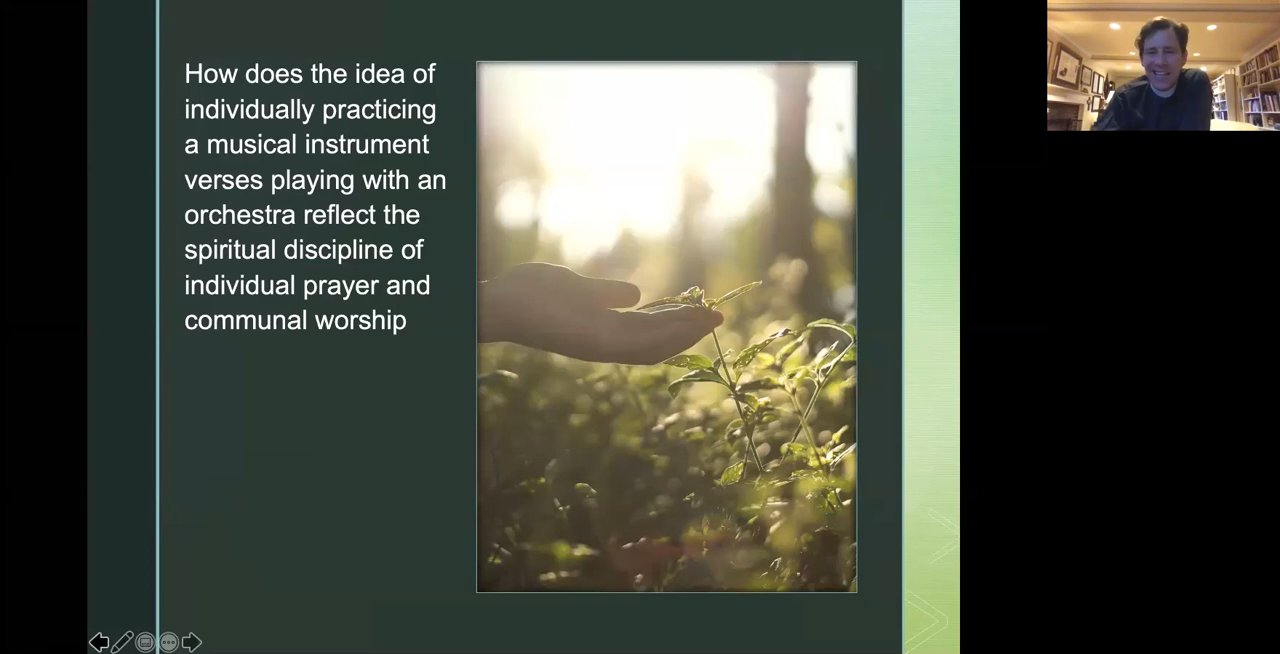 How does the idea of
individually practicing
a musical instrument
verses playing with an
orchestra reflect the
spiritual discipline of
individual prayer and
communal worship